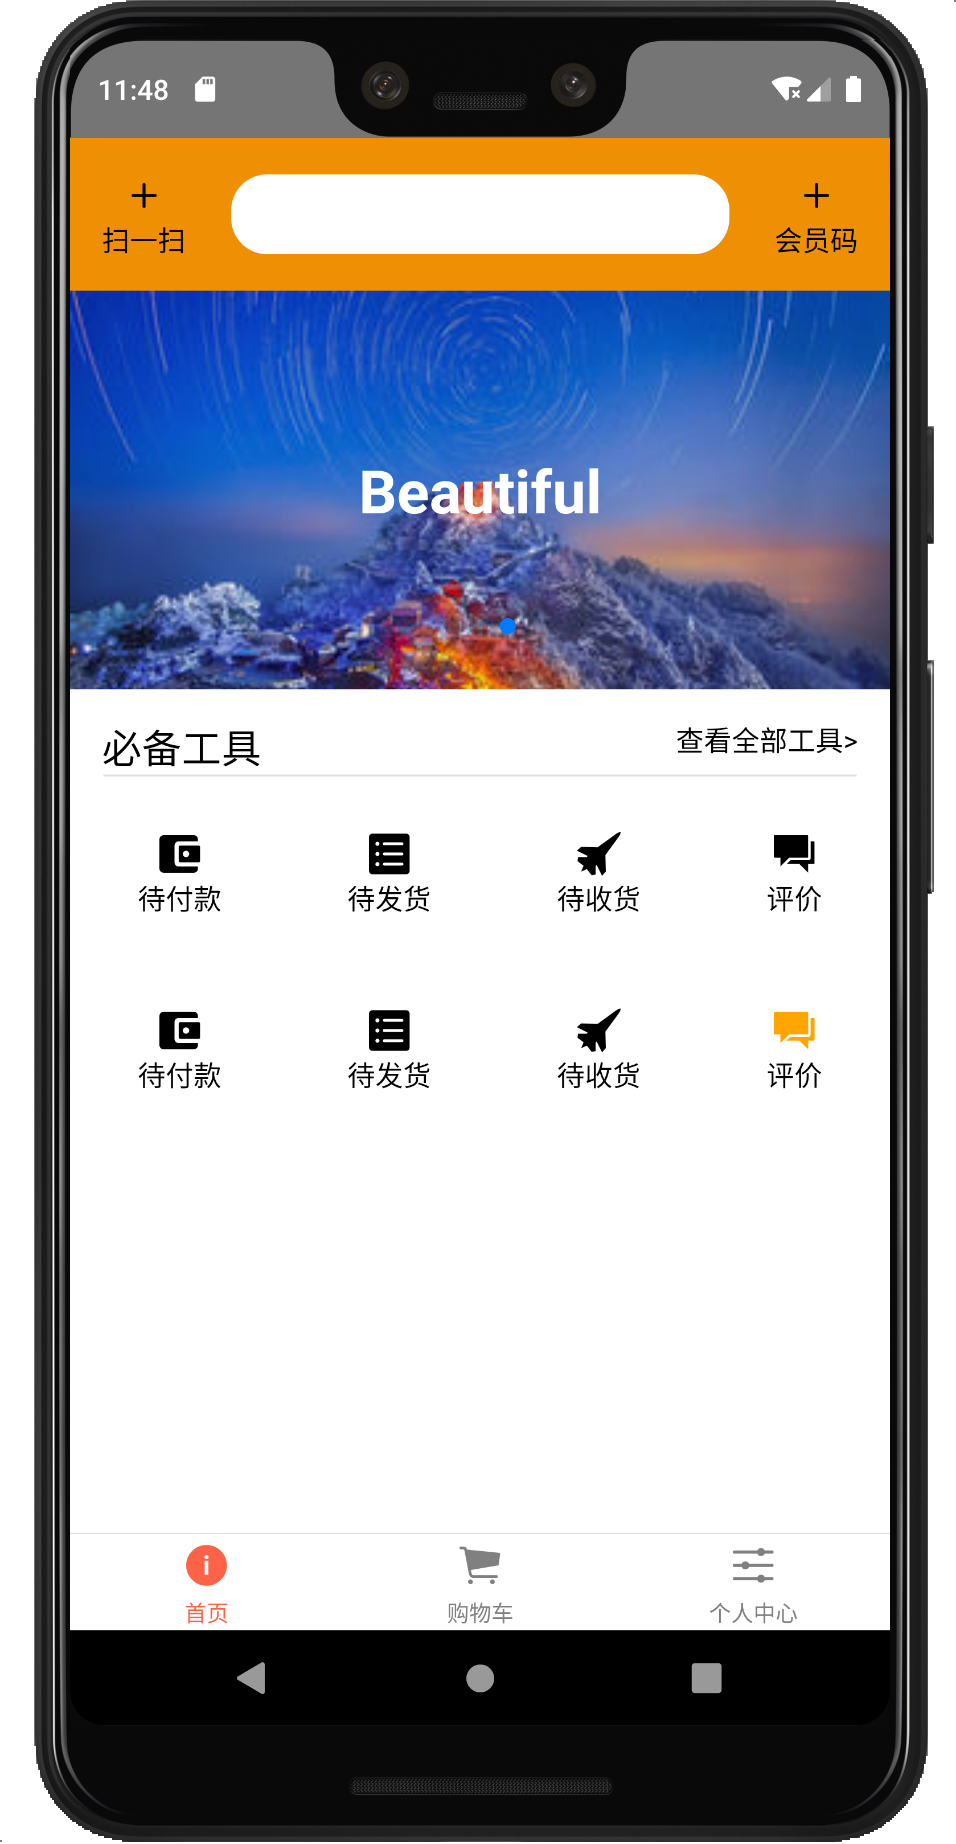 11:48
扫一扫
会员码
Beautiful
必备工具
查看全部工具>
待付款 待发货 待收货 评价
待付款 待发货 待收货 评价
首页 购物车 个人中心